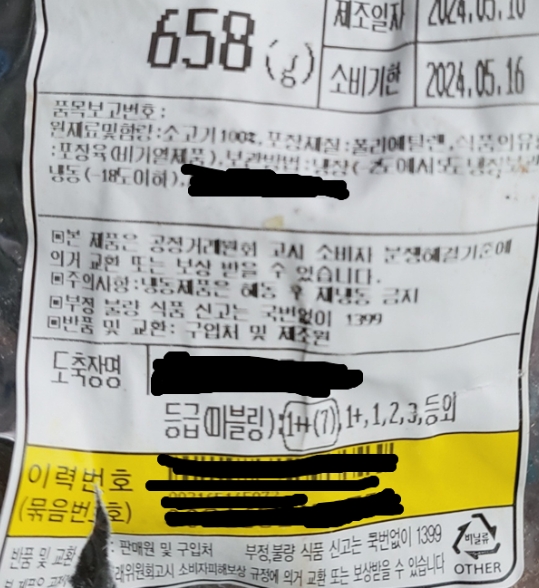 658(g)
제조일자 2024.05.10
소비기한 2024.05.16
품목보고번호:
원재료및함량:소고기100%,포장재질:폴리에틸렌,식품의유
:포장육(비가열제품),보관방법:냉장(-2도에서5도냉장보관
냉동(-18도이하),
▣본 제품은 공정거래위원회 고시 소비자 분쟁해결기준에
의거 교환 또는 보상 받을 수 있습니다.
▣주의사항:냉동제품은 해동 후 재냉동 금지
▣부정 불량 식품 신고는 국번없이 1399
▣반품 및 교환: 구입처 및 제조원
도축장명
등급(마블링):1++(7),1+,1,2,3,등외
이력번호
(묶음번호)
반품 및 교환 : 판매원 및 구입처 부정.불량 식품 신고는 국번없이 1399
래위원회고시 소비자피해보상 규정에 의거 교환 또는 보상받을 수 있습니다
비닐류
OTHER